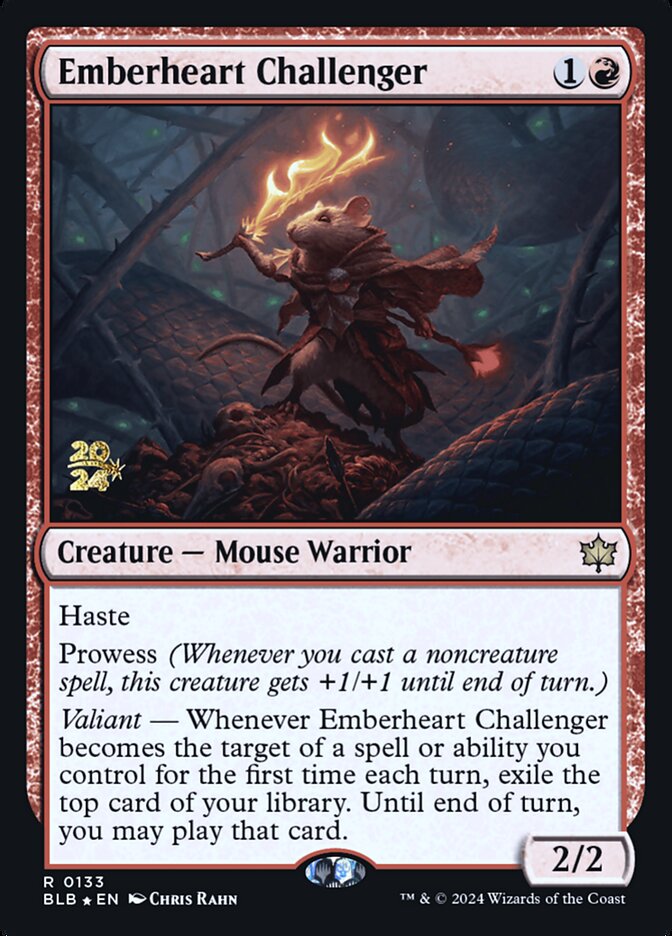 Emberheart Challenger 1
20
24
Creature — Mouse Warrior
Haste
Prowess (Whenever you cast a noncreature
spell, this creature gets +1/+1 until end of turn.)
Valiant — Whenever Emberheart Challenger
becomes the target of a spell or ability you
control for the first time each turn, exile the
top card of your library. Until end of turn,
you may play that card.
2/2
R 0133
BLB ★ EN Chris Rahn
™ & © 2024 Wizards of the Coast